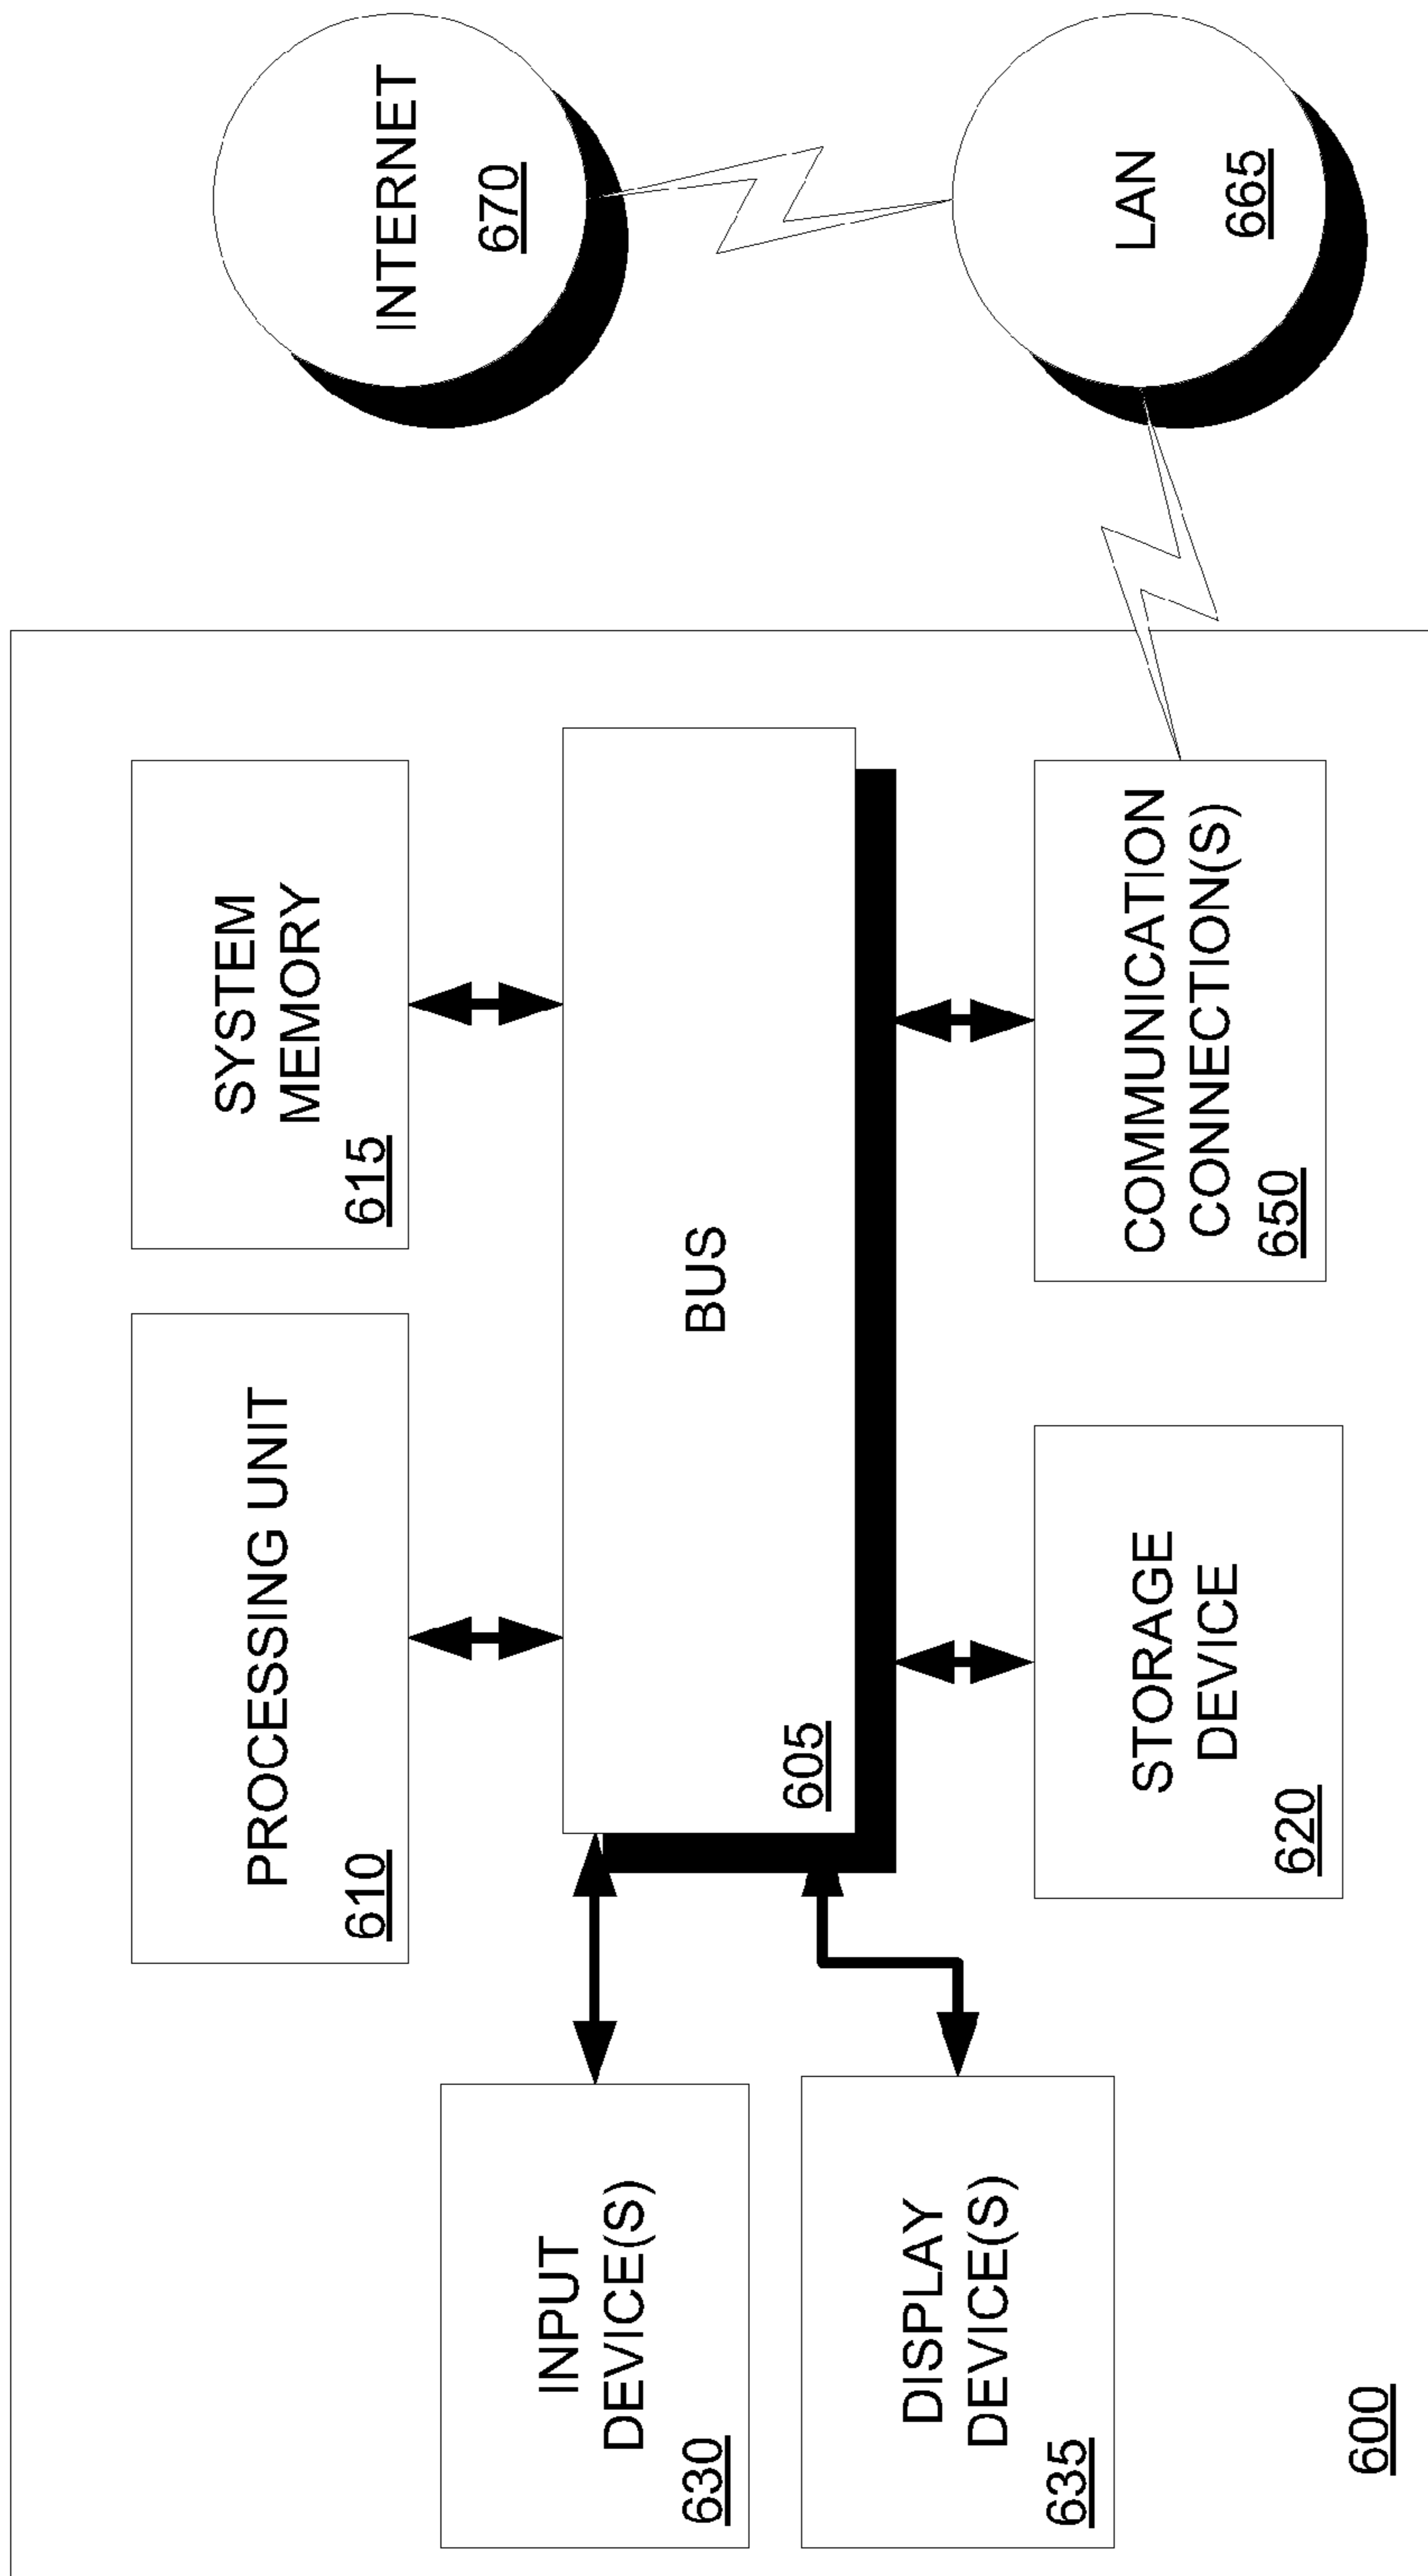 PROCESSING UNIT
610
SYSTEM
MEMORY
615
INTERNET
670
INPUT
DEVICE(S)
630
BUS
605
DISPLAY
DEVICE(S)
635
STORAGE
DEVICE
620
COMMUNICATION
CONNECTION(S)
650
LAN
665
600